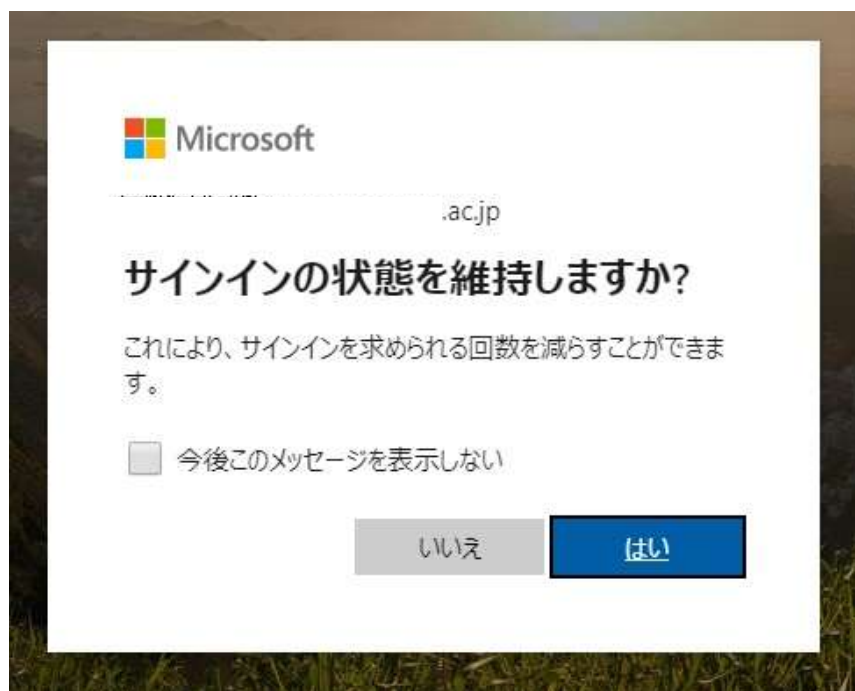 Microsoft
.ac.jp
サインインの状態を維持しますか?
これにより、サインインを求められる回数を減らすことができま
す。
今後このメッセージを表示しない
いいえ
はい